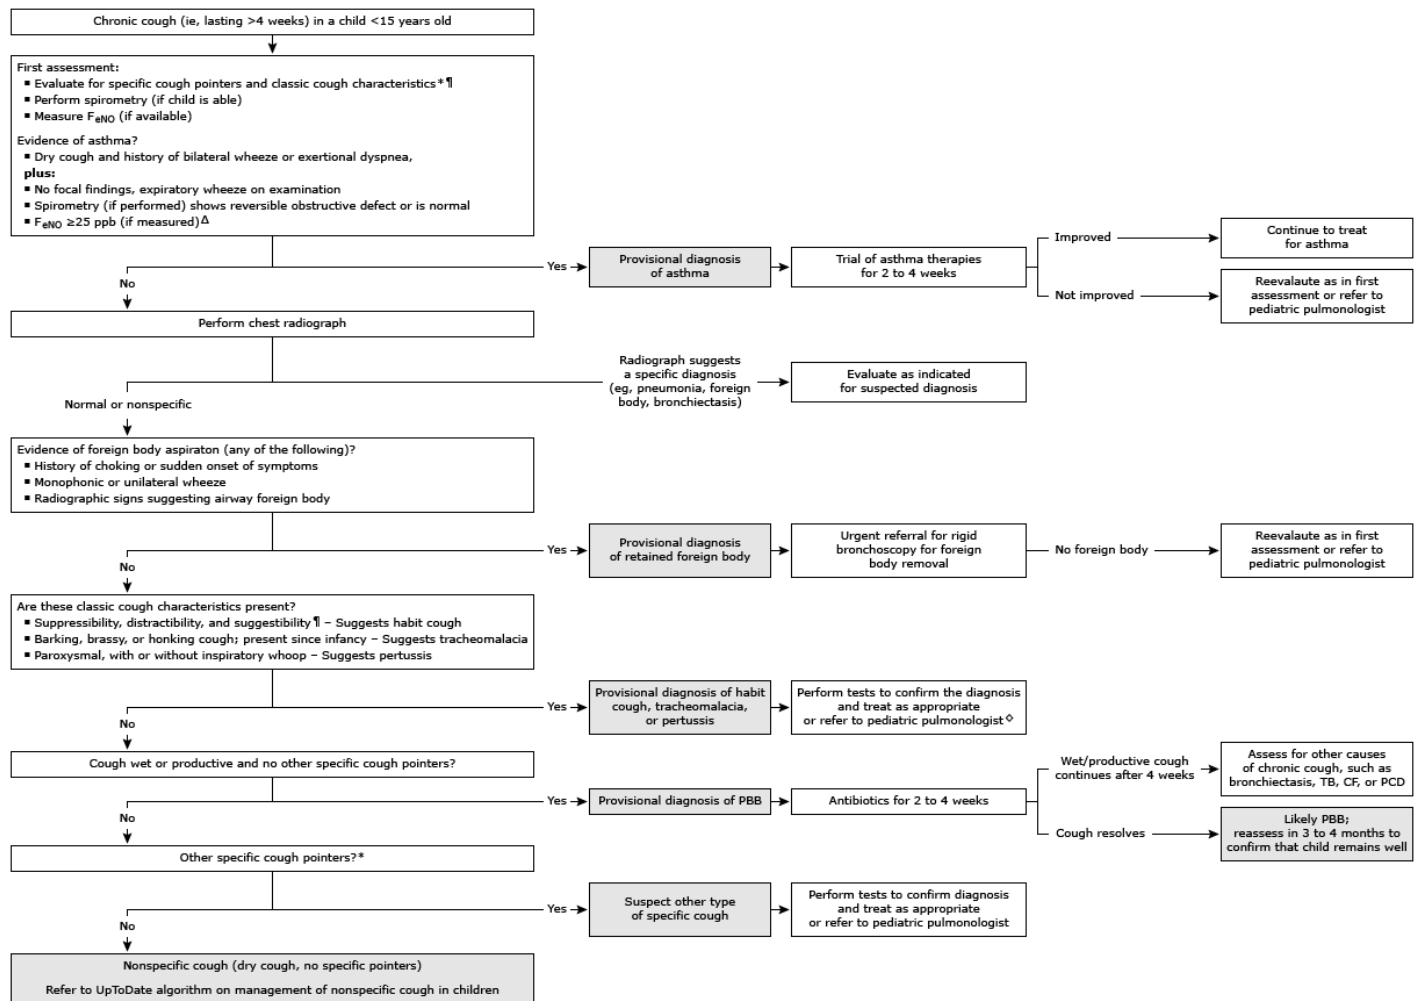 Chronic cough (ie, lasting >4 weeks) in a child <15 years old
First assessment:
▪ Evaluate for specific cough pointers and classic cough characteristics*¶
▪ Perform spirometry (if child is able)
▪ Measure FeNO (if available)
Evidence of asthma?
▪ Dry cough and history of bilateral wheeze or exertional dyspnea,
plus:
▪ No focal findings, expiratory wheeze on examination
▪ Spirometry (if performed) shows reversible obstructive defect or is normal
▪ FeNO ≥25 ppb (if measured)Δ
Yes
Provisional diagnosis
of asthma
Trial of asthma therapies
for 2 to 4 weeks
Improved
Continue to treat
for asthma
Not improved
Reevalaute as in first
assessment or refer to
pediatric pulmonologist
No
Perform chest radiograph
Radiograph suggests
a specific diagnosis
(eg, pneumonia, foreign
body, bronchiectasis)
Evaluate as indicated
for suspected diagnosis
Normal or nonspecific
Evidence of foreign body aspiraton (any of the following)?
▪ History of choking or sudden onset of symptoms
▪ Monophonic or unilateral wheeze
▪ Radiographic signs suggesting airway foreign body
Yes
Provisional diagnosis
of retained foreign body
Urgent referral for rigid
bronchoscopy for foreign
body removal
No foreign body
Reevalaute as in first
assessment or refer to
pediatric pulmonologist
No
Are these classic cough characteristics present?
▪ Suppressibility, distractibility, and suggestibility¶ – Suggests habit cough
▪ Barking, brassy, or honking cough; present since infancy – Suggests tracheomalacia
▪ Paroxysmal, with or without inspiratory whoop – Suggests pertussis
Yes
Provisional diagnosis of habit
cough, tracheomalacia,
or pertussis
Perform tests to confirm the diagnosis
and treat as appropriate
or refer to pediatric pulmonologist◇
No
Cough wet or productive and no other specific cough pointers?
Yes
Provisional diagnosis of PBB
Antibiotics for 2 to 4 weeks
Wet/productive cough
continues after 4 weeks
Assess for other causes
of chronic cough, such as
bronchiectasis, TB, CF, or PCD
Cough resolves
Likely PBB;
reassess in 3 to 4 months to
confirm that child remains well
No
Other specific cough pointers?*
Yes
Suspect other type
of specific cough
Perform tests to confirm diagnosis
and treat as appropriate
or refer to pediatric pulmonologist
No
Nonspecific cough (dry cough, no specific pointers)
Refer to UpToDate algorithm on management of nonspecific cough in children